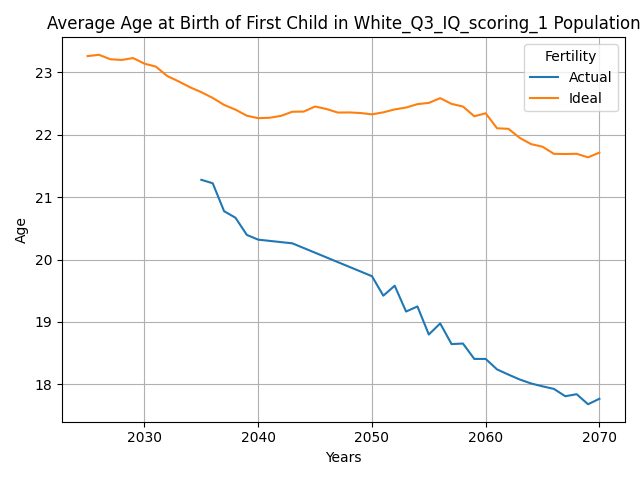 Average Age at Birth of First Child in White_Q3_IQ_scoring_1 Population
Fertility
Actual
Ideal
23
22
21
20
19
18
Age
2030 2040 2050 2060 2070
Years